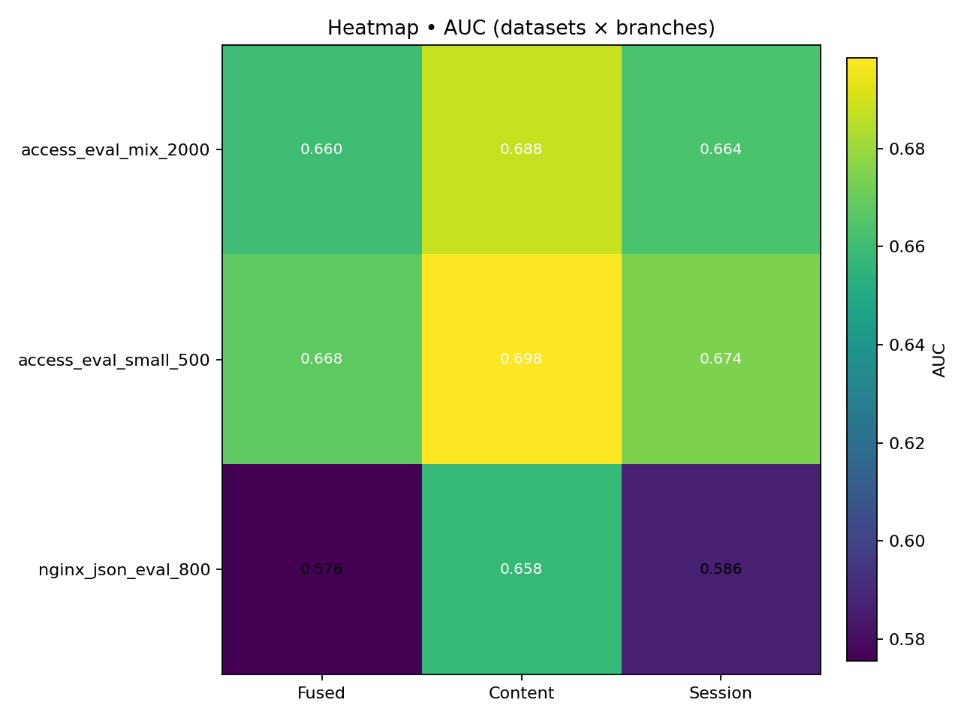 Heatmap • AUC (datasets × branches)
access_eval_mix_2000
0.660
0.688
0.664
access_eval_small_500
0.668
0.698
0.674
nginx_json_eval_800
0.576
0.658
0.586
Fused
Content
Session
0.68
0.66
0.64
0.62
0.60
0.58
AUC